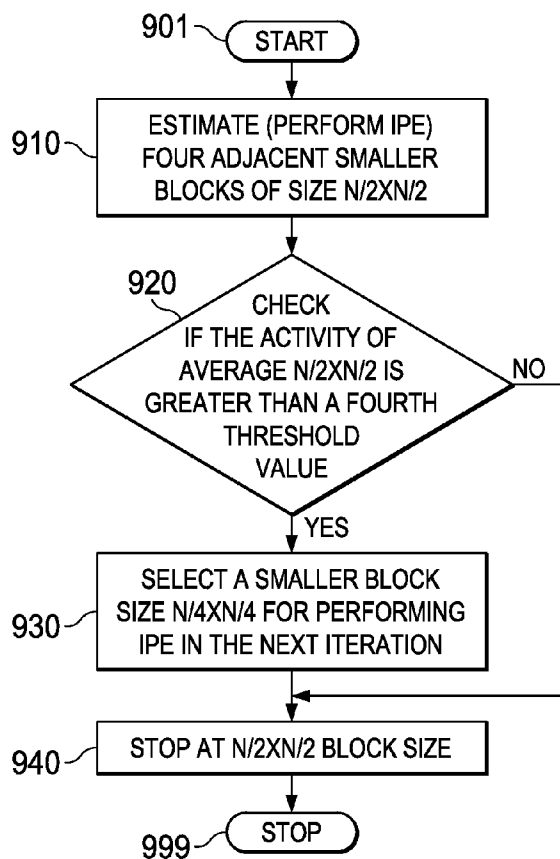 901
START
910
ESTIMATE (PERFORM IPE)
FOUR ADJACENT SMALLER
BLOCKS OF SIZE N/2XN/2
920
CHECK
IF THE ACTIVITY OF
AVERAGE N/2XN/2 IS
GREATER THAN A FOURTH
THRESHOLD
VALUE
NO
YES
930
SELECT A SMALLER BLOCK
SIZE N/4XN/4 FOR PERFORMING
IPE IN THE NEXT ITERATION
940
STOP AT N/2XN/2 BLOCK SIZE
999
STOP